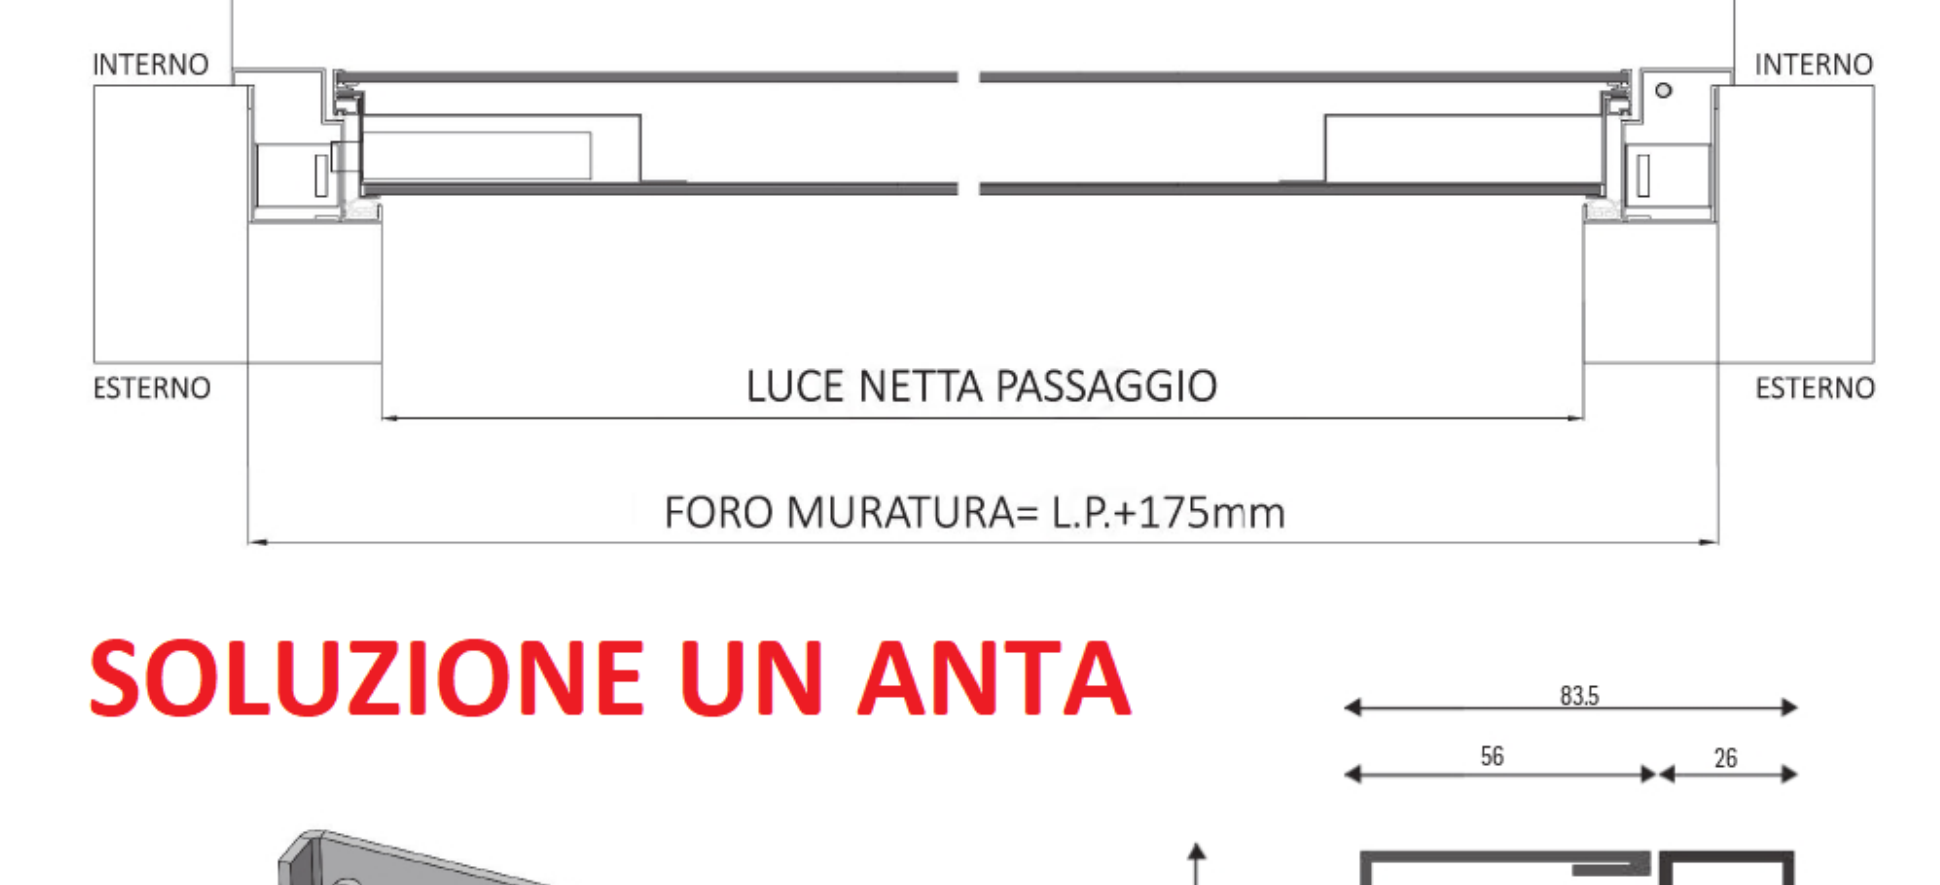 INTERNO INTERNO
ESTERNO LUCE NETTA PASSAGGIO ESTERNO
FORO MURATURA= L.P.+175mm
SOLUZIONE UN ANTA
83.5
56 26